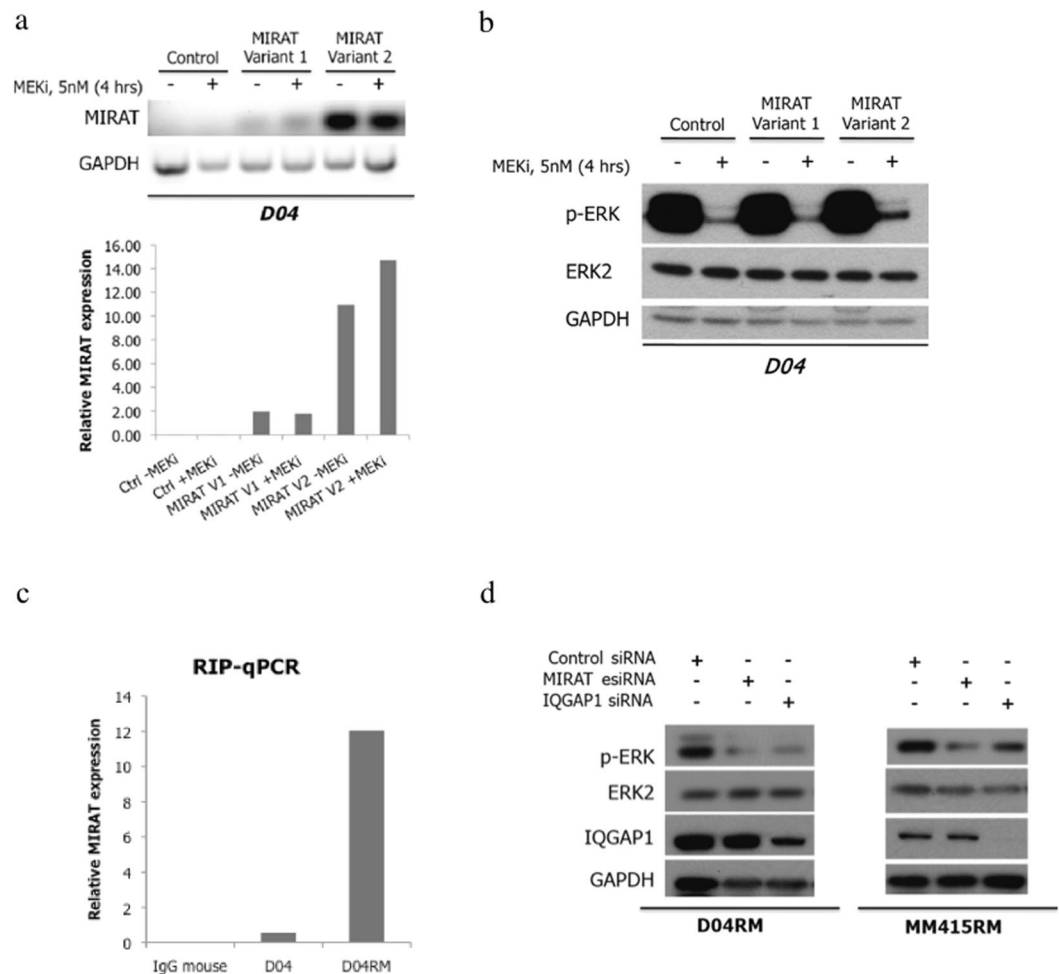 a
Control
MIRAT
Variant 1
MIRAT
Variant 2
MEKi, 5nM (4 hrs) - + - + - +
MIRAT
GAPDH
D04
Relative MIRAT expression
16.00
14.00
12.00
10.00
8.00
6.00
4.00
2.00
0.00
Ctrl -MEKi
Ctrl +MEKi
MIRAT V1 -MEKi
MIRAT V1 +MEKi
MIRAT V2 -MEKi
MIRAT V2 +MEKi
b
Control
MIRAT
Variant 1
MIRAT
Variant 2
MEKi, 5nM (4 hrs) - + - + - +
p-ERK
ERK2
GAPDH
D04
c
RIP-qPCR
Relative MIRAT expression
14
12
10
8
6
4
2
0
IgG mouse D04 D04RM
d
Control siRNA + - - + - -
MIRAT esiRNA - + - - + -
IQGAP1 siRNA - - + - - +
p-ERK
ERK2
IQGAP1
GAPDH
D04RM MM415RM